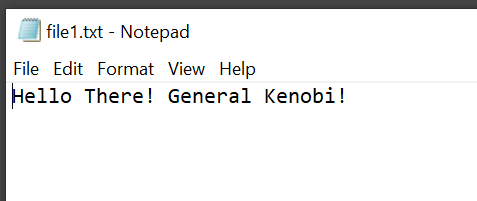 file1.txt - Notepad
File Edit Format View Help
Hello There! General Kenobi!